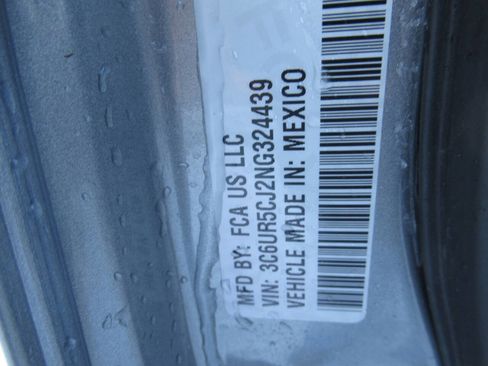 MFD BY: FCA US LLC
VIN: 3C6UR5CJ2NG324439
VEHICLE MADE IN: MEXICO